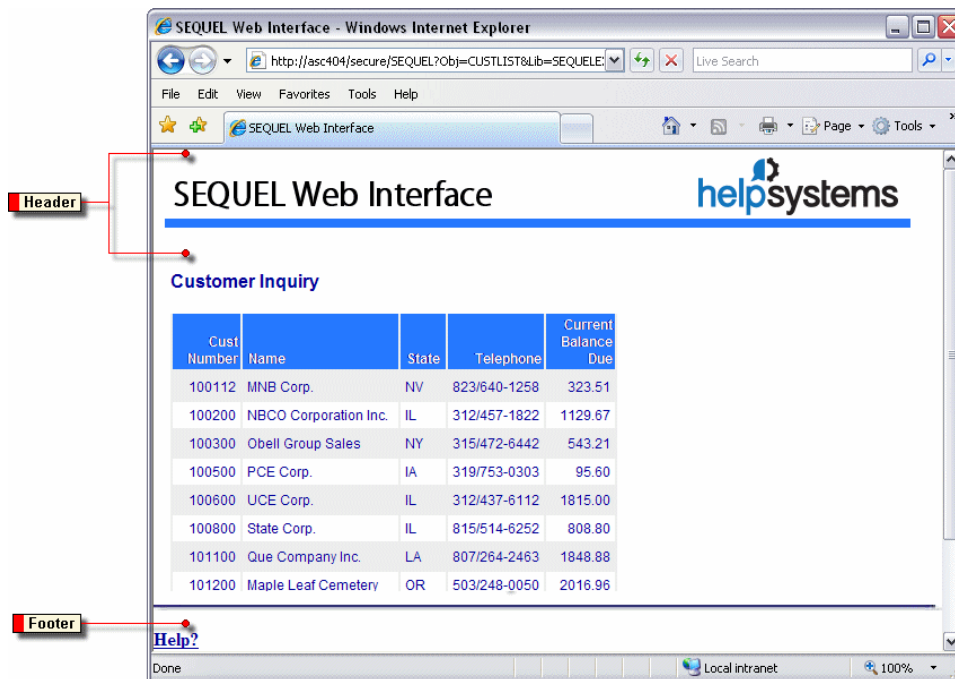 SEQUEL Web Interface - Windows Internet Explorer
http://asc404/secure/SEQUEL?Obj=CUSTLIST&Lib=SEQUELE
Live Search
File Edit View Favorites Tools Help
SEQUEL Web Interface
Page Tools
Header
SEQUEL Web Interface
helpsystems
Customer Inquiry
Cust Number Name State Telephone Current Balance Due
100112 MNB Corp. NV 823/640-1258 323.51
100200 NBCO Corporation Inc. IL 312/457-1822 1129.67
100300 Obell Group Sales NY 315/472-6442 543.21
100500 PCE Corp. IA 319/753-0303 95.60
100600 UCE Corp. IL 312/437-6112 1815.00
100800 State Corp. IL 815/514-6252 808.80
101100 Que Company Inc. LA 807/264-2463 1848.88
101200 Maple Leaf Cemetery OR 503/248-0050 2016.96
Footer
Help?
Done Local intranet 100%